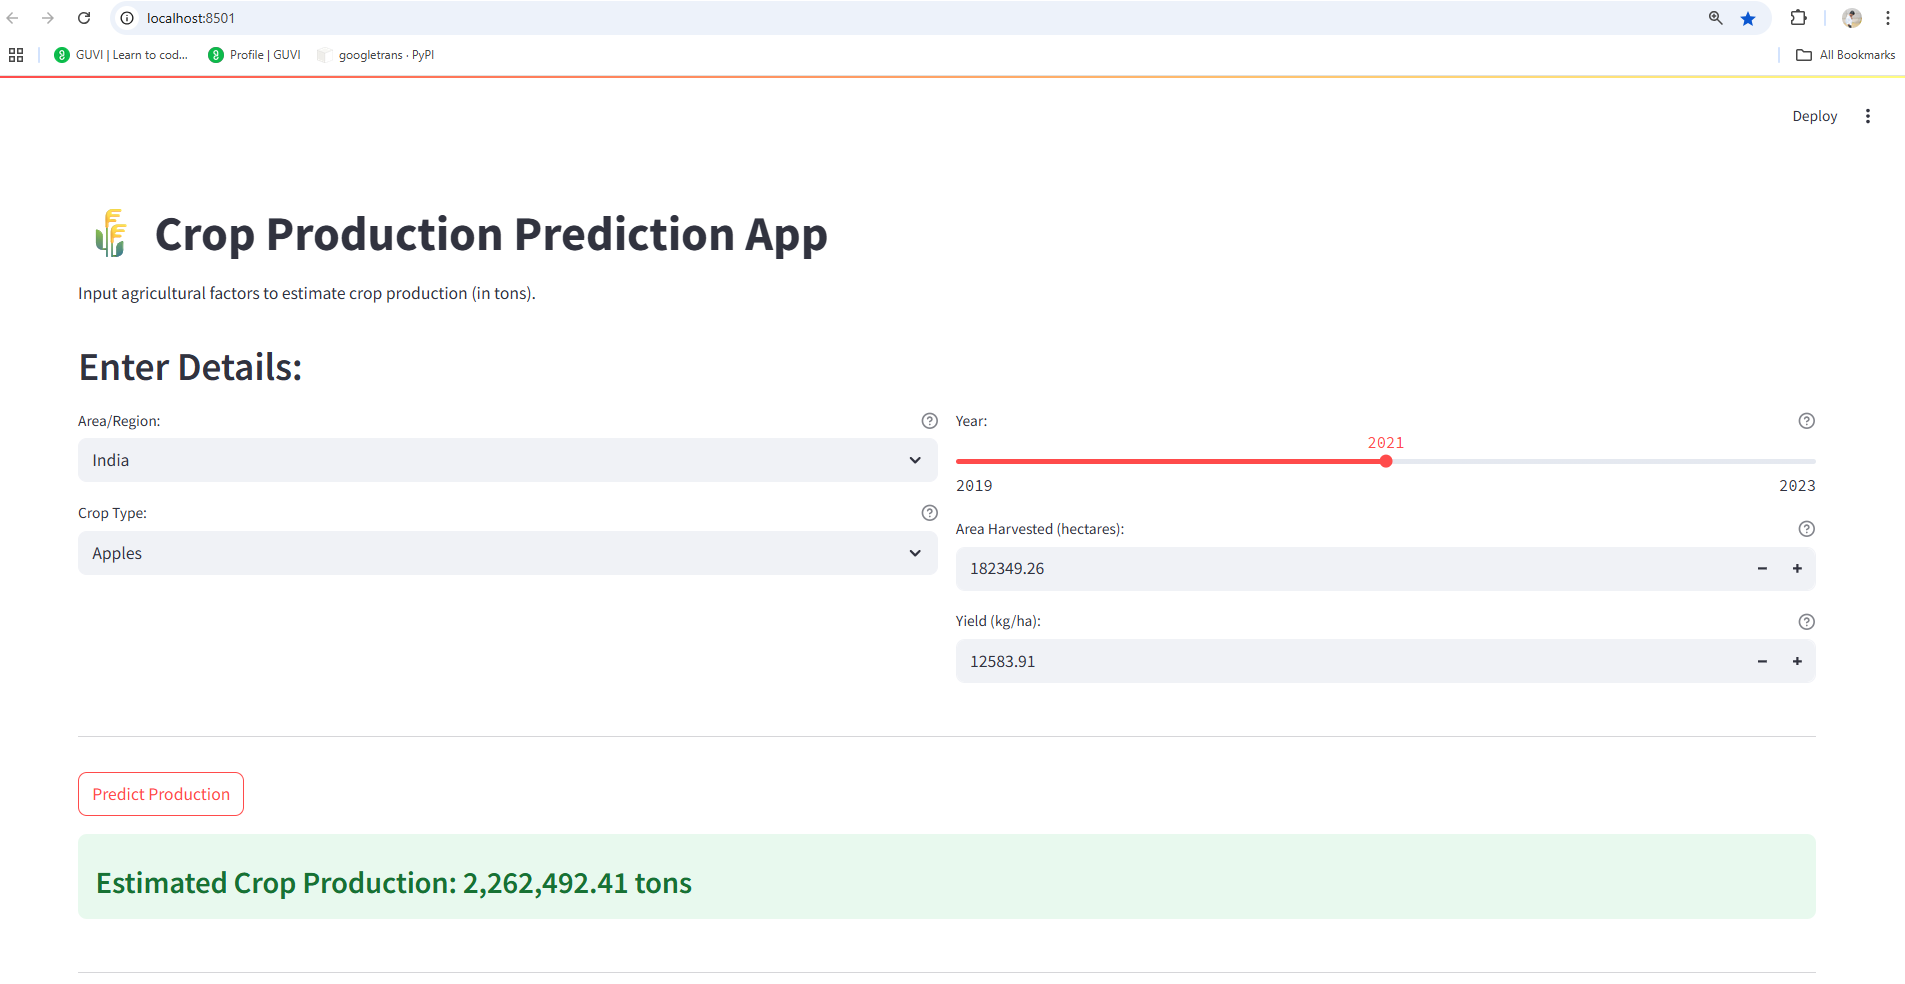 localhost:8501
GUVI | Learn to cod...
Profile | GUVI
googletrans · PyPI
All Bookmarks
Deploy
Crop Production Prediction App
Input agricultural factors to estimate crop production (in tons).
Enter Details:
Area/Region:
India
Crop Type:
Apples
Year:
2021
2019
2023
Area Harvested (hectares):
182349.26
Yield (kg/ha):
12583.91
Predict Production
Estimated Crop Production: 2,262,492.41 tons